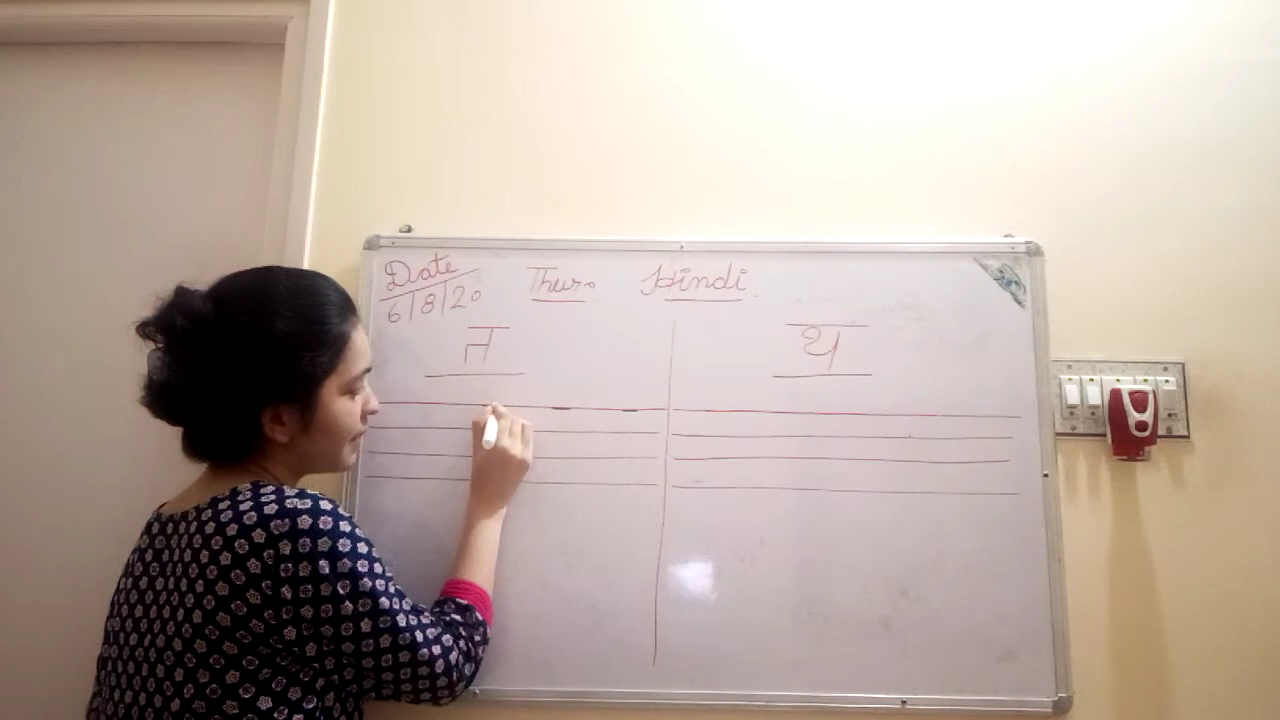 Date Thurs Hindi
6/8/20
त थ